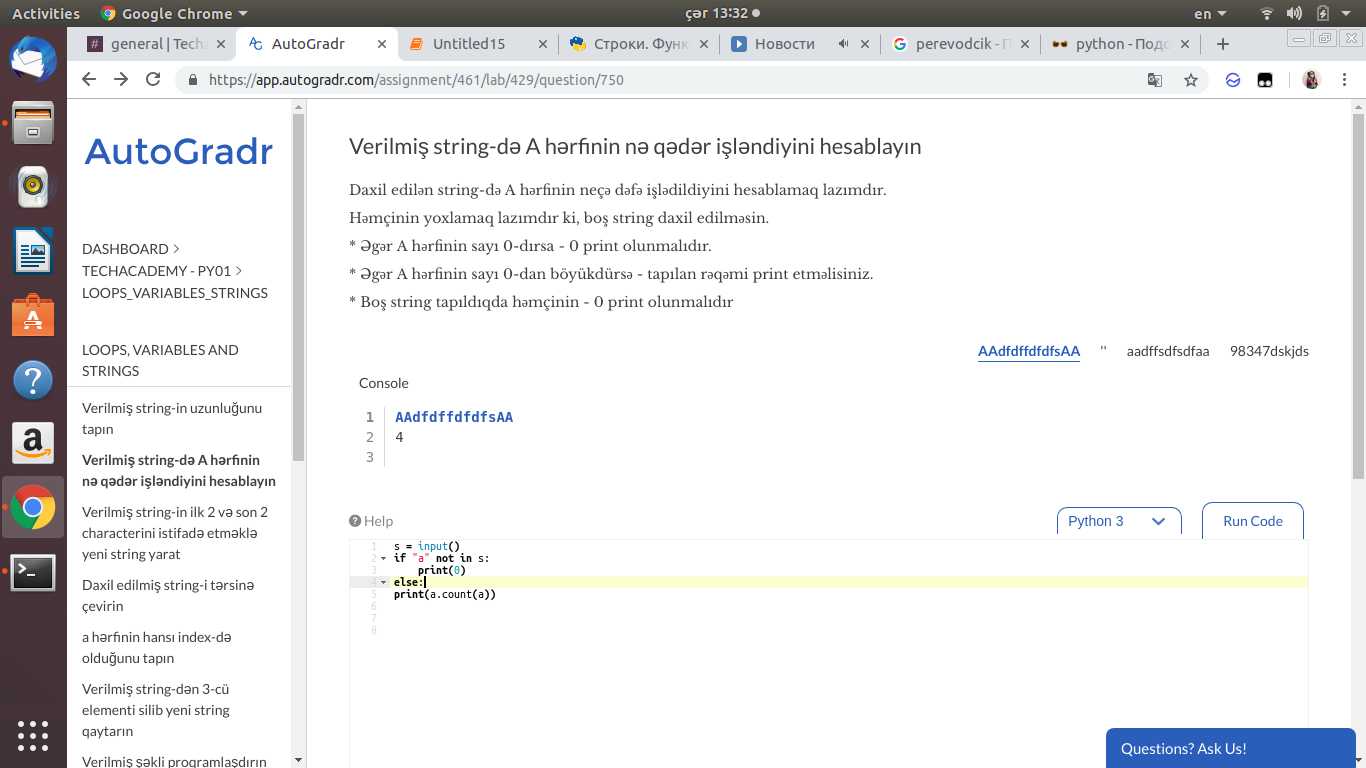 Activities
Google Chrome
çər 13:32
en
general | TechA
AutoGradr
Untitled15
Строки. Функ
Новости
perevodcik - П
python - Подс
https://app.autogradr.com/assignment/461/lab/429/question/750
AutoGradr
DASHBOARD >
TECHACADEMY - PY01 >
LOOPS_VARIABLES_STRINGS
LOOPS, VARIABLES AND
STRINGS
Verilmiş string-in uzunluğunu
tapın
Verilmiş string-də A hərfinin
nə qədər işləndiyini hesablayın
Verilmiş string-in ilk 2 və son 2
characterini istifadə etməklə
yeni string yarat
Daxil edilmiş string-i tərsinə
çevirin
a hərfinin hansı index-də
olduğunu tapın
Verilmiş string-dən 3-cü
elementi silib yeni string
qaytarın
Verilmiş şəkli proqramlaşdırın
Verilmiş string-də A hərfinin nə qədər işləndiyini hesablayın
Daxil edilən string-də A hərfinin neçə dəfə işlədildiyini hesablamaq lazımdır.
Həmçinin yoxlamaq lazımdır ki, boş string daxil edilməsin.
* Əgər A hərfinin sayı 0-dırsa - 0 print olunmalıdır.
* Əgər A hərfinin sayı 0-dan böyükdürsə - tapılan rəqəmi print etməlisiniz.
* Boş string tapıldıqda həmçinin - 0 print olunmalıdır
AAdfdffdfdfsAA '' aadffsdfsdfaa 98347dskjds
Console
1 AAdfdffdfdfsAA
2 4
3
Help
Python 3
Run Code
1 s = input()
2 if "a" not in s:
3 print(0)
4 else:
5 print(a.count(a))
6
7
8
Questions? Ask Us!